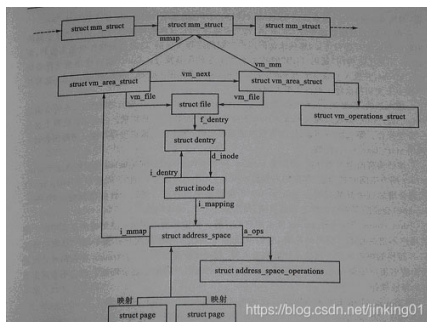 struct mm_struct
struct mm_struct
struct mm_struct
mmap
vm_mm
struct vm_area_struct
vm_next
struct vm_area_struct
vm_file
struct file
vm_file
struct vm_operations_struct
f_dentry
struct dentry
d_inode
i_dentry
struct inode
i_mapping
i_mmap
struct address_space
a_ops
struct address_space_operations
映射
映射
struct page
struct page
https://blog.csdn.net/jinking01